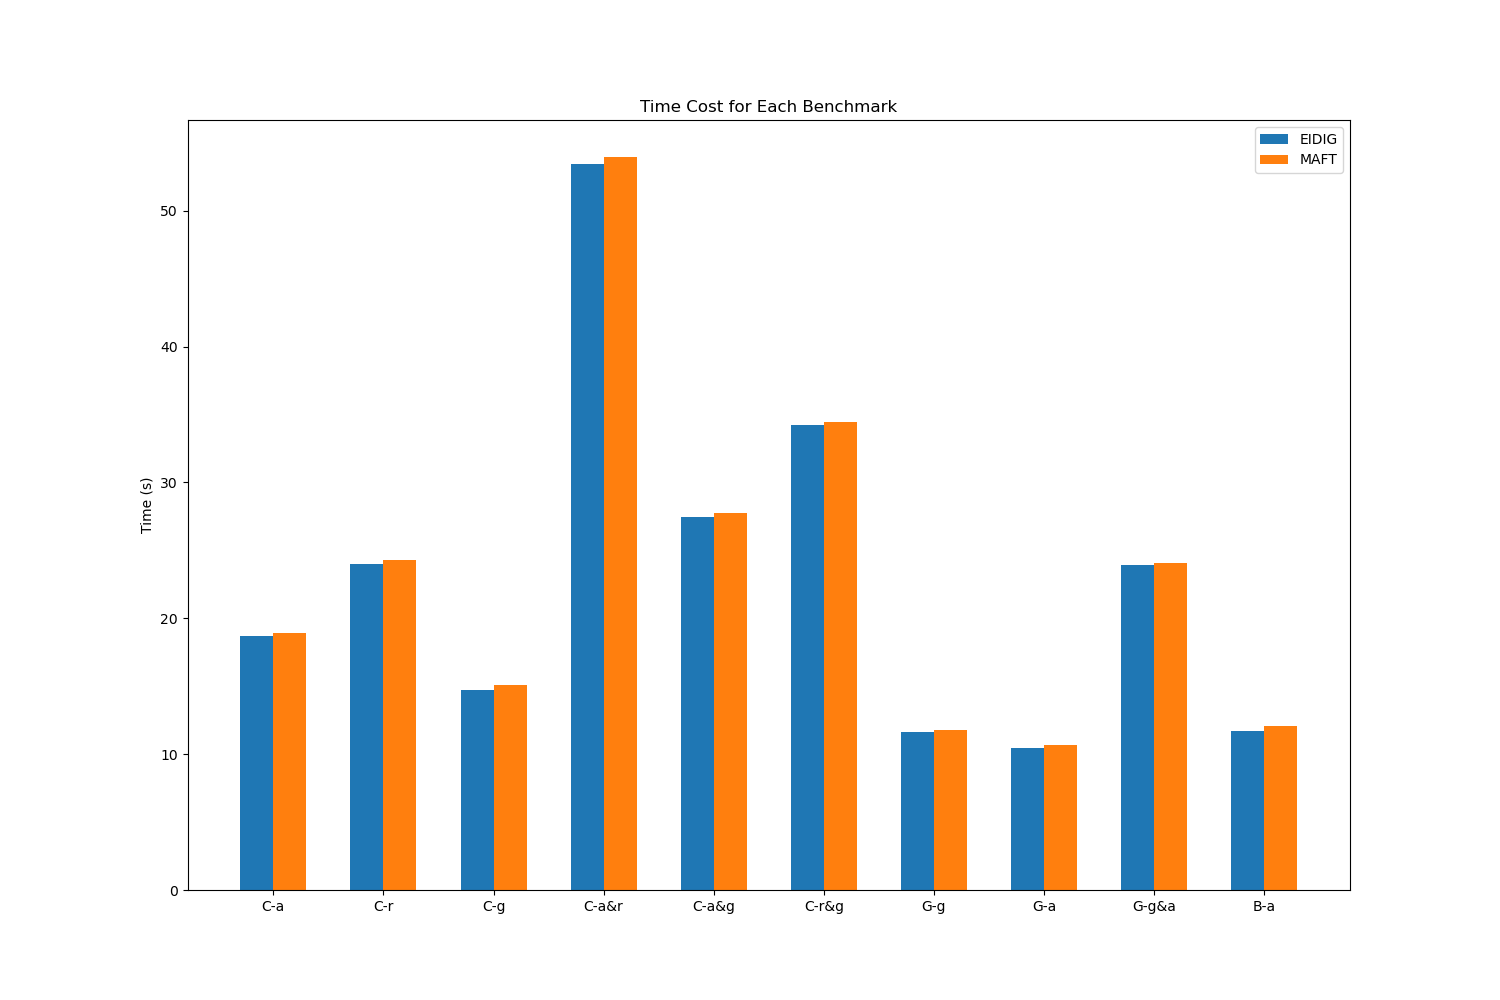 Time Cost for Each Benchmark
EIDIG
MAFT
Time (s)
50
40
30
20
10
0
C-a C-r C-g C-a&r C-a&g C-r&g G-g G-a G-g&a B-a